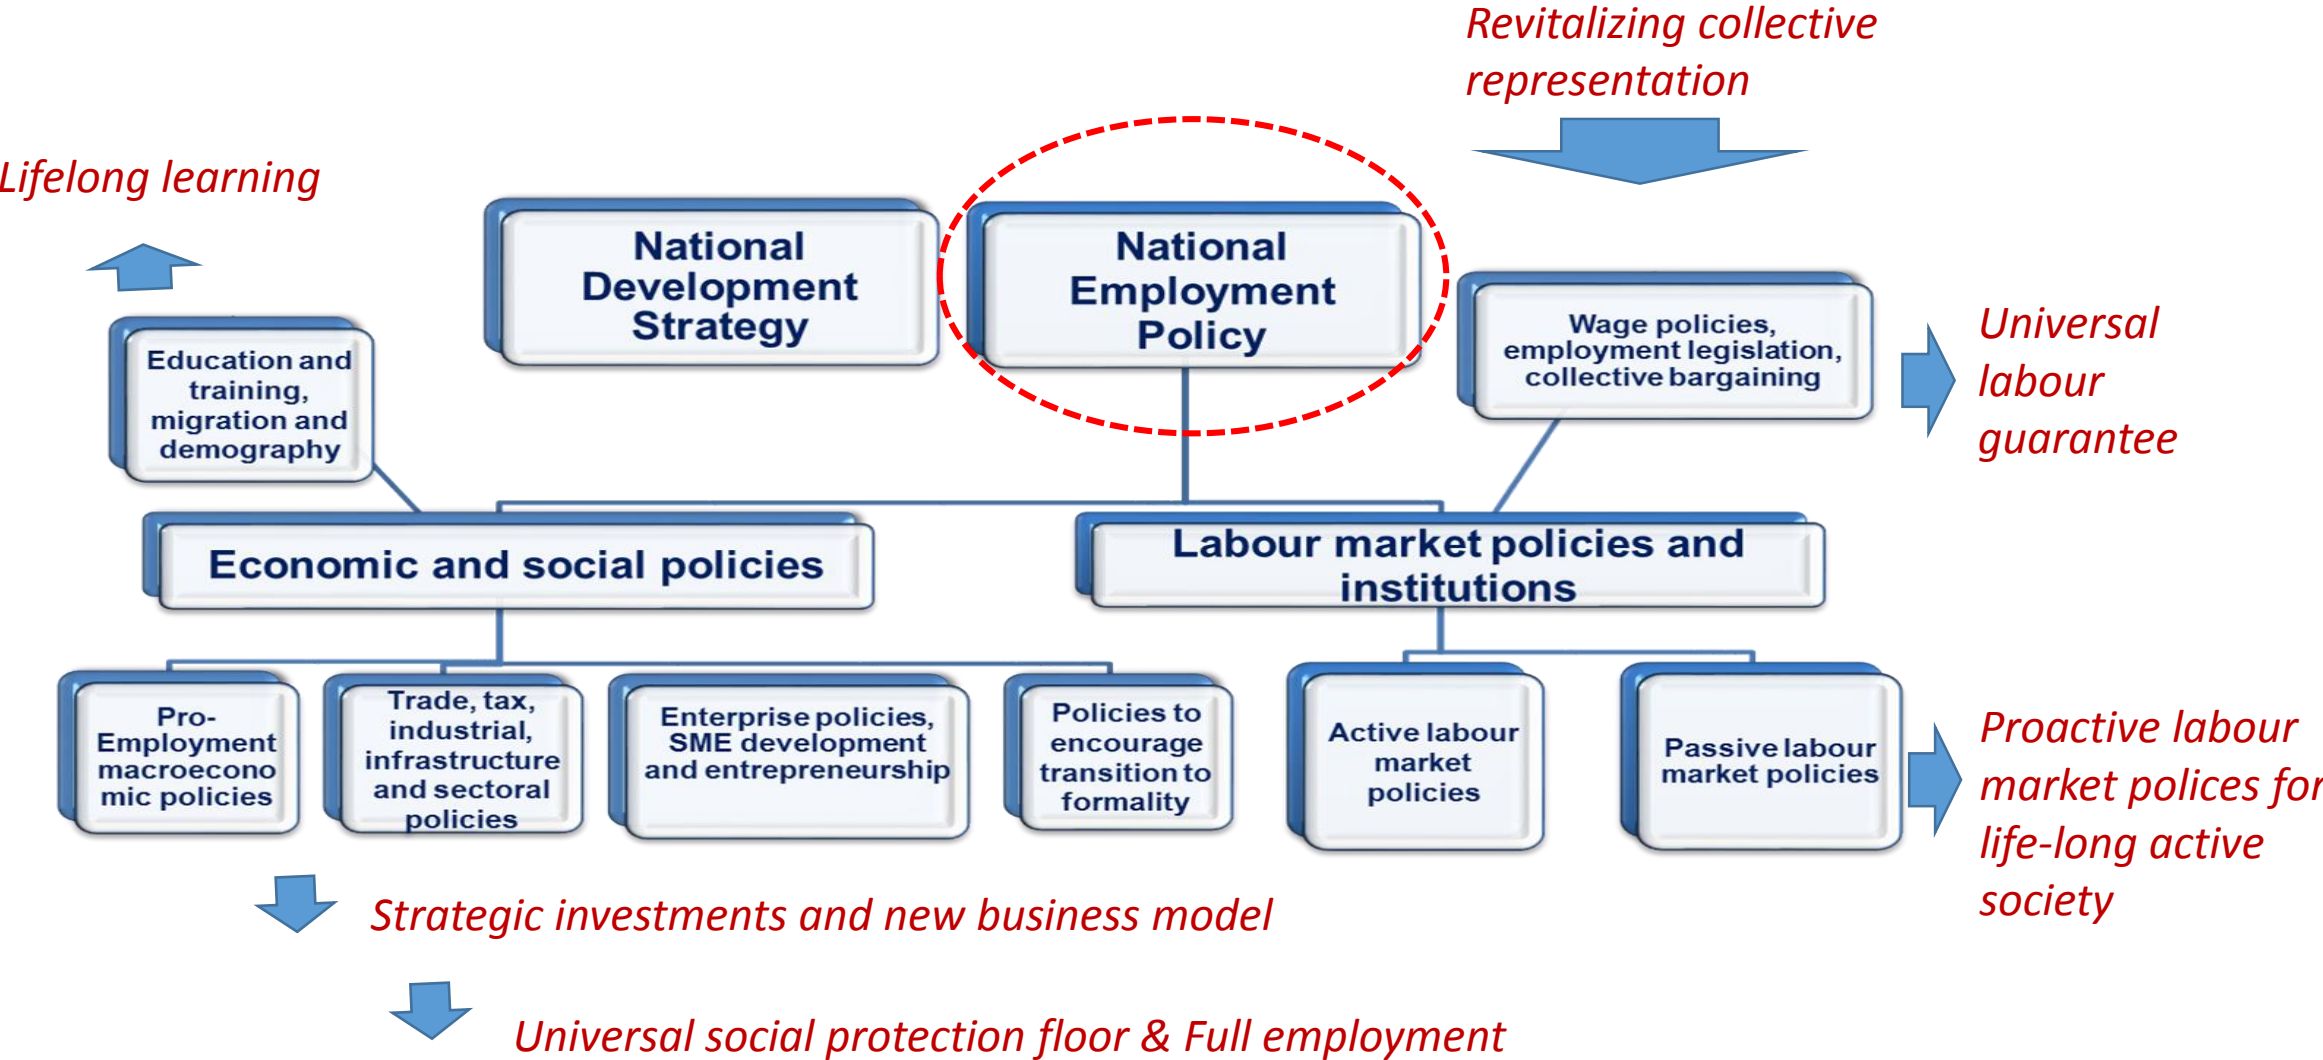 Revitalizing collective
representation
Lifelong learning
National
Development
Strategy
National
Employment
Policy
Wage policies,
employment legislation,
collective bargaining
Universal
labour
guarantee
Education and
training,
migration and
demography
Economic and social policies
Labour market policies and
institutions
Pro-
Employment
macroecono
mic policies
Trade, tax,
industrial,
infrastructure
and sectoral
policies
Enterprise policies,
SME development
and entrepreneurship
Policies to
encourage
transition to
formality
Active labour
market
policies
Passive labour
market policies
Proactive labour
market polices for
life-long active
society
Strategic investments and new business model
Universal social protection floor & Full employment